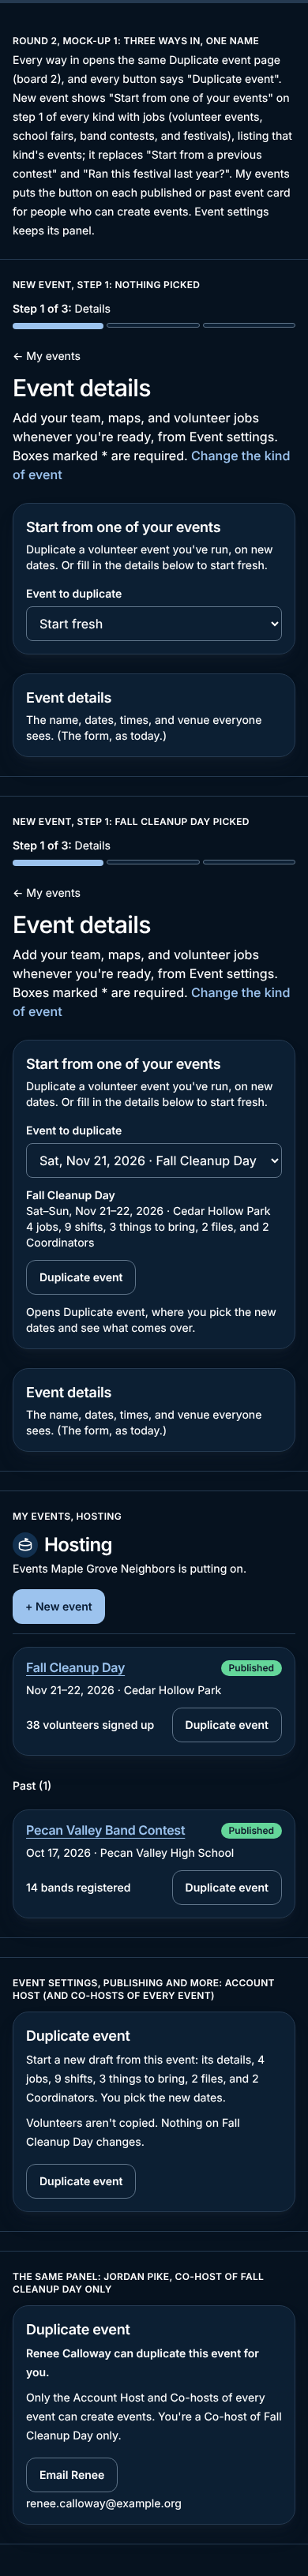 ROUND 2, MOCK-UP 1: THREE WAYS IN, ONE NAME
Every way in opens the same Duplicate event page
(board 2), and every button says "Duplicate event".
New event shows "Start from one of your events" on
step 1 of every kind with jobs (volunteer events,
school fairs, band contests, and festivals), listing that
kind's events; it replaces "Start from a previous
contest" and "Ran this festival last year?". My events
puts the button on each published or past event card
for people who can create events. Event settings
keeps its panel.
NEW EVENT, STEP 1: NOTHING PICKED
Step 1 of 3: Details
← My events
Event details
Add your team, maps, and volunteer jobs
whenever you're ready, from Event settings.
Boxes marked * are required. Change the kind
of event
Start from one of your events
Duplicate a volunteer event you've run, on new
dates. Or fill in the details below to start fresh.
Event to duplicate
Start fresh
Event details
The name, dates, times, and venue everyone
sees. (The form, as today.)
NEW EVENT, STEP 1: FALL CLEANUP DAY PICKED
Step 1 of 3: Details
← My events
Event details
Add your team, maps, and volunteer jobs
whenever you're ready, from Event settings.
Boxes marked * are required. Change the kind
of event
Start from one of your events
Duplicate a volunteer event you've run, on new
dates. Or fill in the details below to start fresh.
Event to duplicate
Sat, Nov 21, 2026 · Fall Cleanup Day
Fall Cleanup Day
Sat–Sun, Nov 21–22, 2026 · Cedar Hollow Park
4 jobs, 9 shifts, 3 things to bring, 2 files, and 2
Coordinators
Duplicate event
Opens Duplicate event, where you pick the new
dates and see what comes over.
Event details
The name, dates, times, and venue everyone
sees. (The form, as today.)
MY EVENTS, HOSTING
Hosting
Events Maple Grove Neighbors is putting on.
+ New event
Fall Cleanup Day
Published
Nov 21–22, 2026 · Cedar Hollow Park
38 volunteers signed up
Duplicate event
Past (1)
Pecan Valley Band Contest
Published
Oct 17, 2026 · Pecan Valley High School
14 bands registered
Duplicate event
EVENT SETTINGS, PUBLISHING AND MORE: ACCOUNT
HOST (AND CO-HOSTS OF EVERY EVENT)
Duplicate event
Start a new draft from this event: its details, 4
jobs, 9 shifts, 3 things to bring, 2 files, and 2
Coordinators. You pick the new dates.
Volunteers aren't copied. Nothing on Fall
Cleanup Day changes.
Duplicate event
THE SAME PANEL: JORDAN PIKE, CO-HOST OF FALL
CLEANUP DAY ONLY
Duplicate event
Renee Calloway can duplicate this event for
you.
Only the Account Host and Co-hosts of every
event can create events. You're a Co-host of Fall
Cleanup Day only.
Email Renee
renee.calloway@example.org